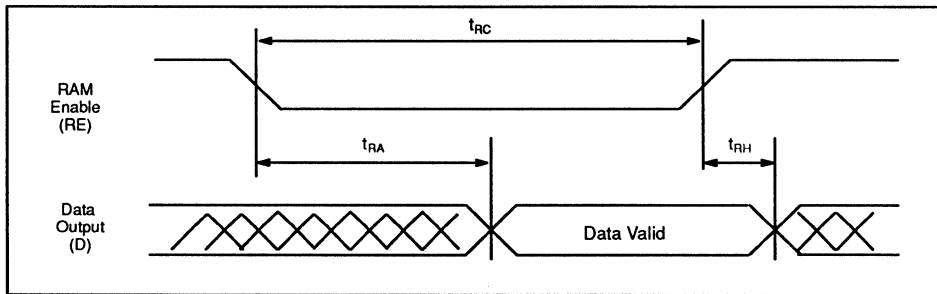 tRC
RAM
Enable
(RE)
tRA
tRH
Data
Output
(D)
Data Valid